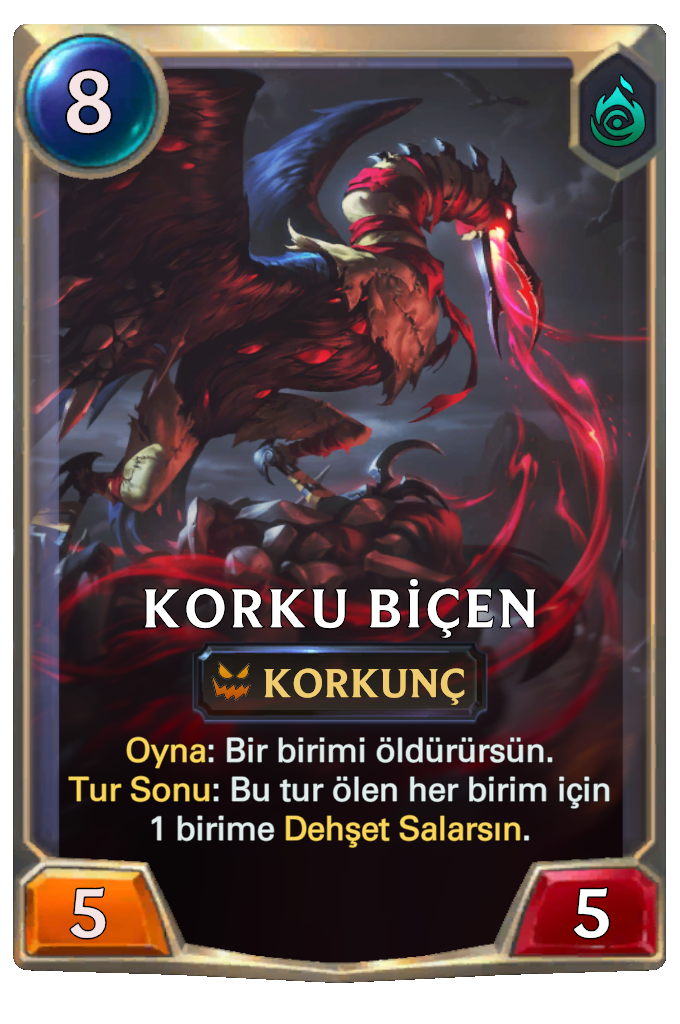 8
KORKU BİÇEN
KORKUNÇ
Oyna: Bir birimi öldürürsün.
Tur Sonu: Bu tur ölen her birim için
1 birime Dehşet Salarsın.
5
5